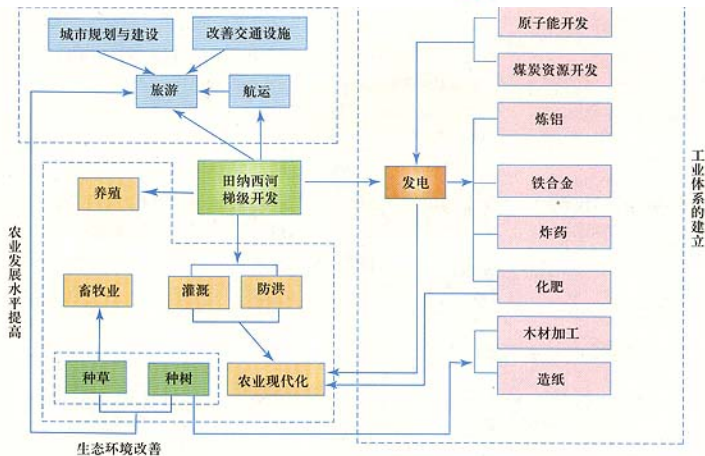 城市规划与建设
改善交通设施
旅游
航运
田纳西河
梯级开发
养殖
灌溉
防洪
畜牧业
种草
种树
农业现代化
农业发展水平提高
生态环境改善
发电
原子能开发
煤炭资源开发
炼铝
铁合金
炸药
化肥
木材加工
造纸
工业体系的建立